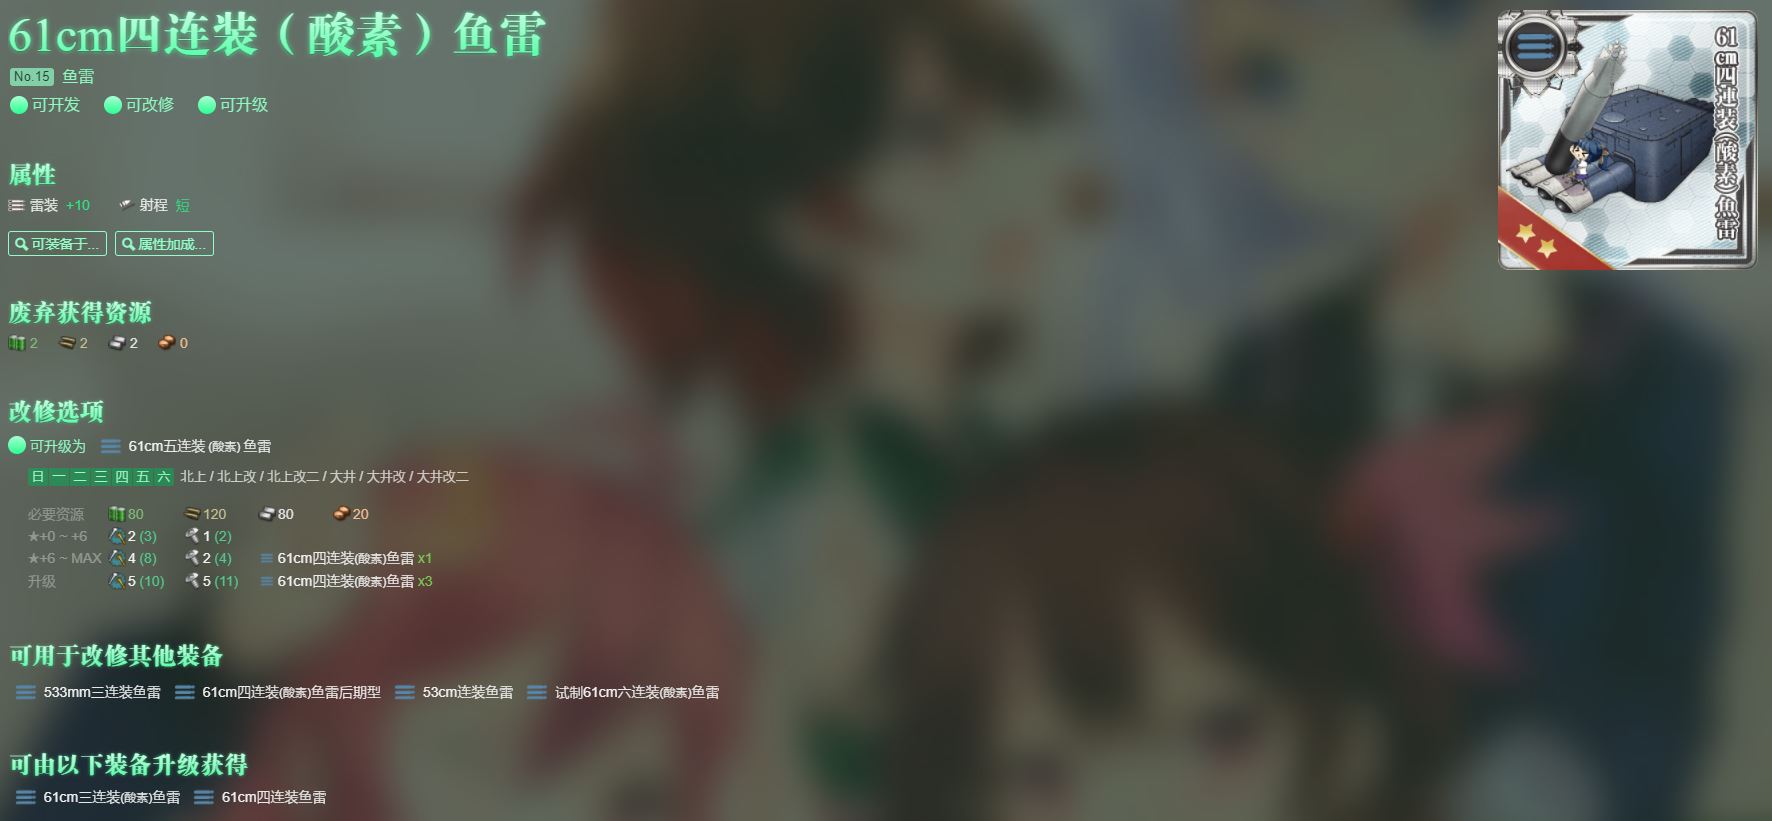 61cm四连装（酸素）鱼雷
No.15 鱼雷
可开发 可改修 可升级
61cm四連装(酸素)魚雷
属性
雷装 +10 射程 短
可装备于... 属性加成...
废弃获得资源
2 2 2 0
改修选项
可升级为 61cm五连装 (酸素) 鱼雷
日 一 二 三 四 五 六 北上 / 北上改 / 北上改二 / 大井 / 大井改 / 大井改二
必要资源 80 120 80 20
★+0 ~ +6 2 (3) 1 (2)
★+6 ~ MAX 4 (8) 2 (4) 61cm四连装(酸素)鱼雷 x1
升级 5 (10) 5 (11) 61cm四连装(酸素)鱼雷 x3
可用于改修其他装备
533mm三连装鱼雷 61cm四连装(酸素)鱼雷后期型 53cm连装鱼雷 试制61cm六连装(酸素)鱼雷
可由以下装备升级获得
61cm三连装(酸素)鱼雷 61cm四连装鱼雷